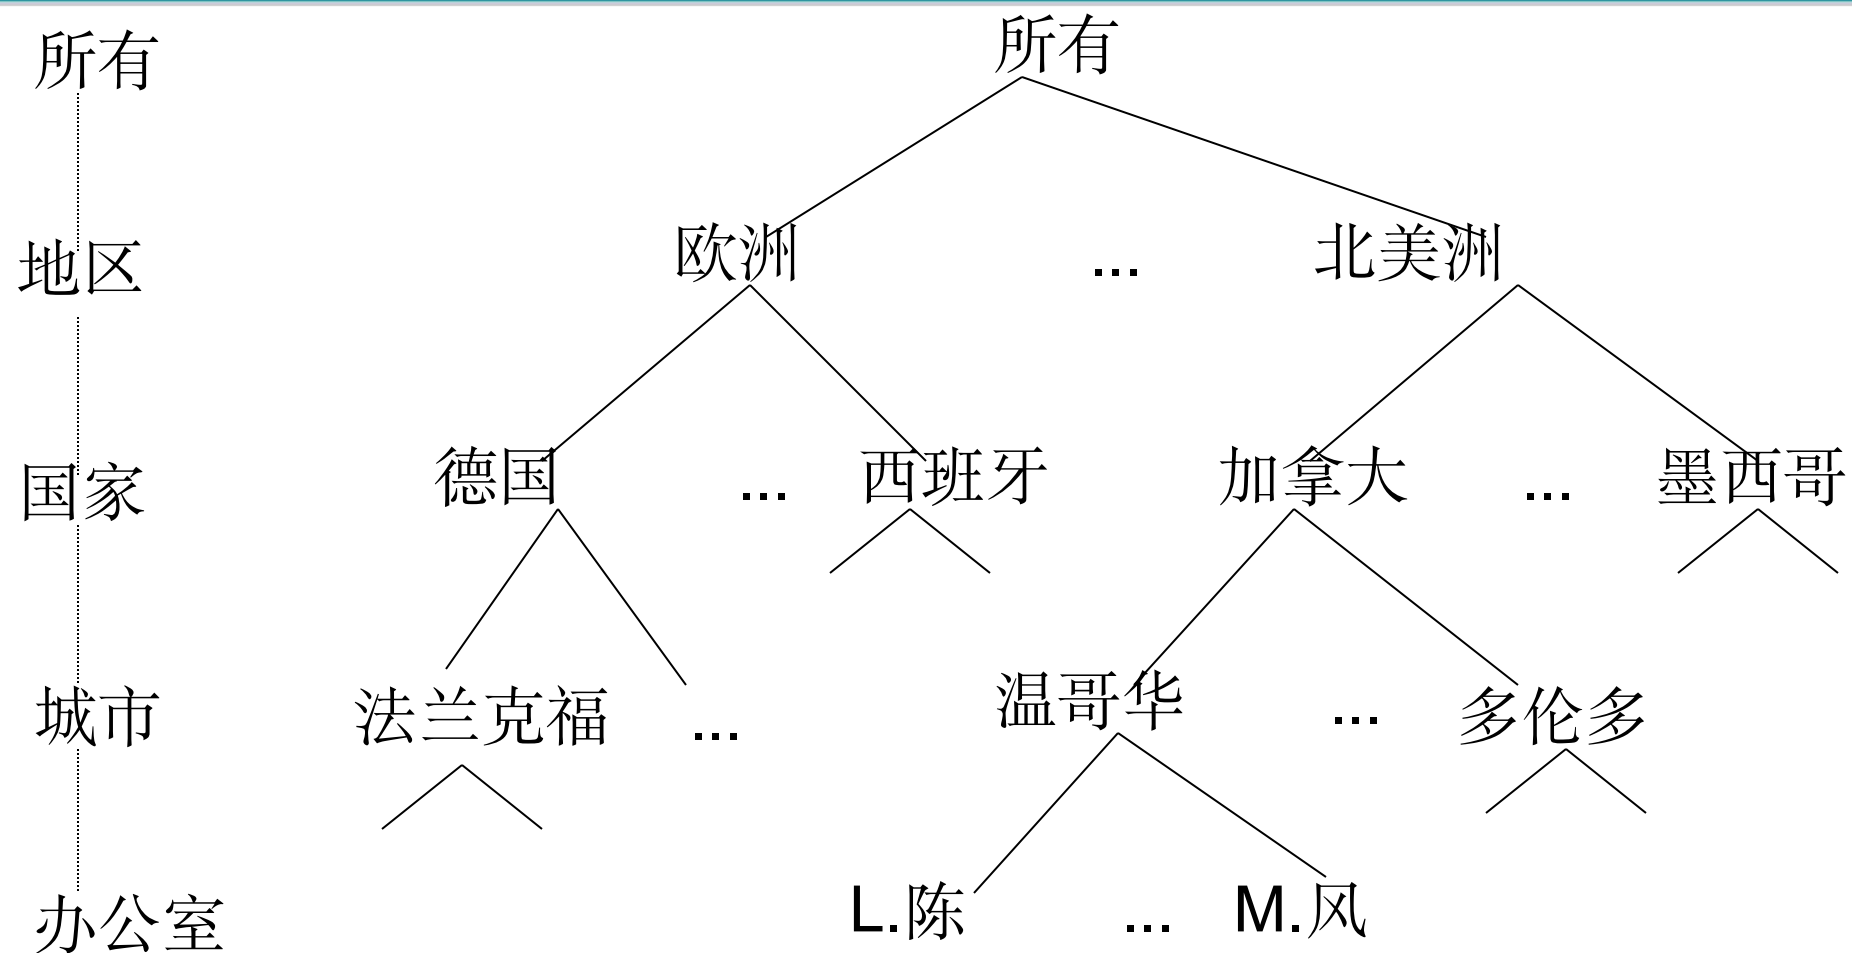 所有 所有
地区 欧洲 ... 北美洲
国家 德国 ... 西班牙 加拿大 ... 墨西哥
城市 法兰克福 ... 温哥华 ... 多伦多
办公室 L.陈 ... M.风